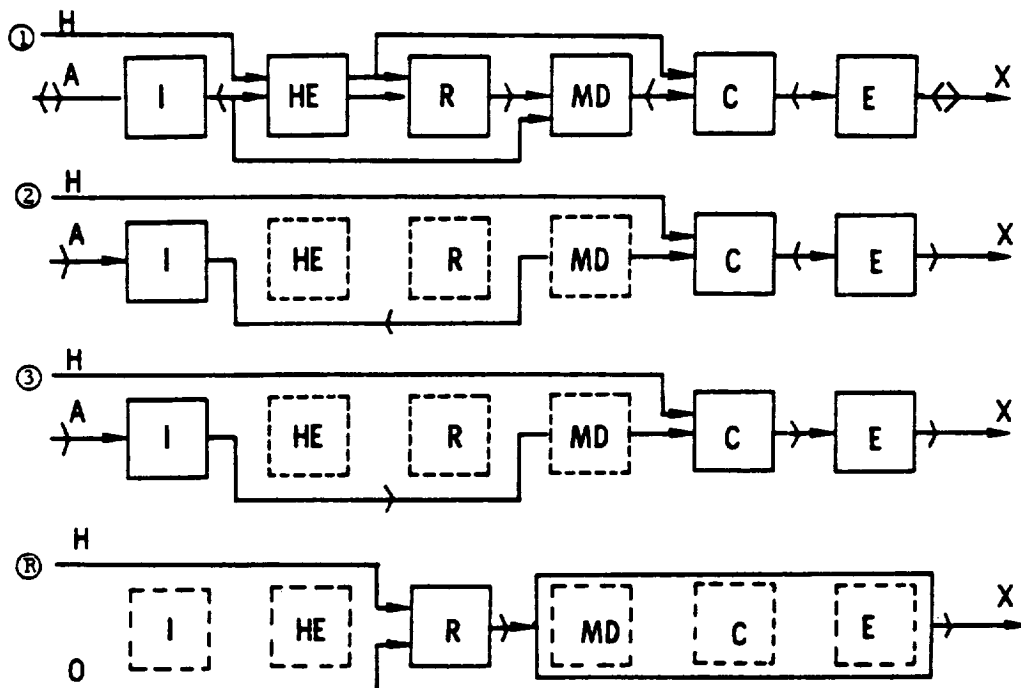 ① H
A I HE R MD C E X
② H
A I HE R MD C E X
③ H
A I HE R MD C E X
Ⓡ H
I HE R MD C E X
O